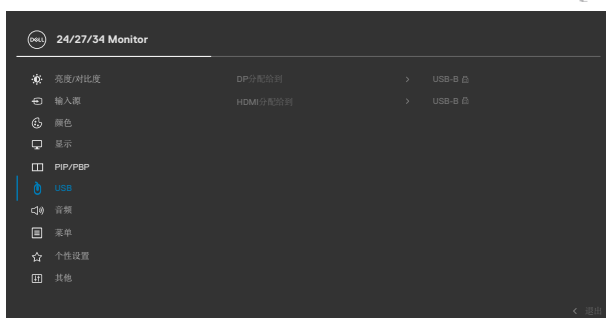 DELL 24/27/34 Monitor
亮度/对比度 DP分配给到 > USB-B
输入源 HDMI分配给到 > USB-B
颜色
显示
PIP/PBP
USB
音频
菜单
个性设置
其他
< 退出